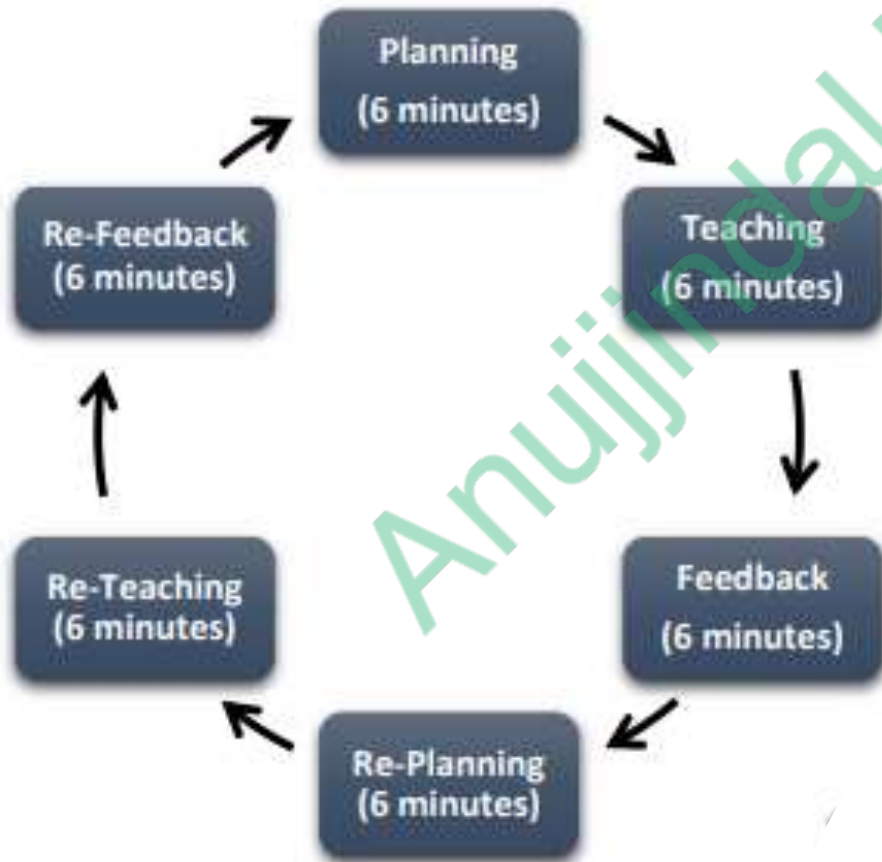 Planning
(6 minutes)
Teaching
(6 minutes)
Feedback
(6 minutes)
Re-Planning
(6 minutes)
Re-Teaching
(6 minutes)
Re-Feedback
(6 minutes)
Anujjindal